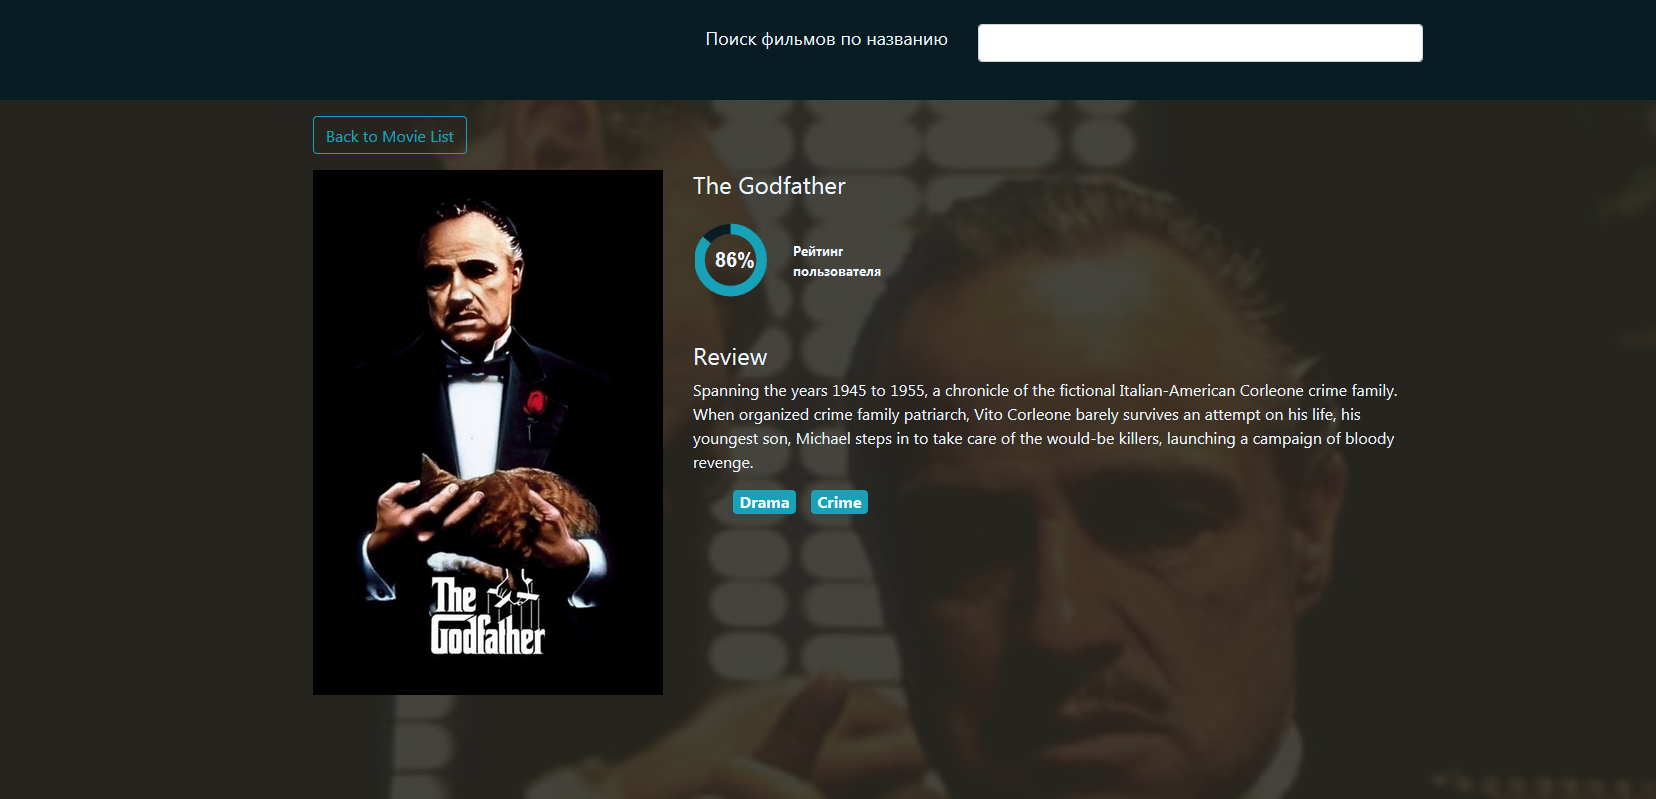 Поиск фильмов по названию
Back to Movie List
The Godfather
86%
Рейтинг
пользователя
Review
Spanning the years 1945 to 1955, a chronicle of the fictional Italian-American Corleone crime family.
When organized crime family patriarch, Vito Corleone barely survives an attempt on his life, his
youngest son, Michael steps in to take care of the would-be killers, launching a campaign of bloody
revenge.
Drama Crime
The
Godfather